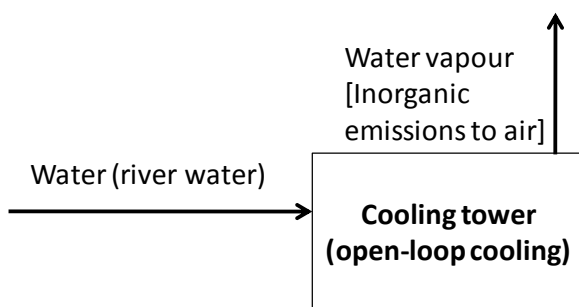 Water vapour
[Inorganic
emissions to air]
Water (river water)
Cooling tower
(open-loop cooling)